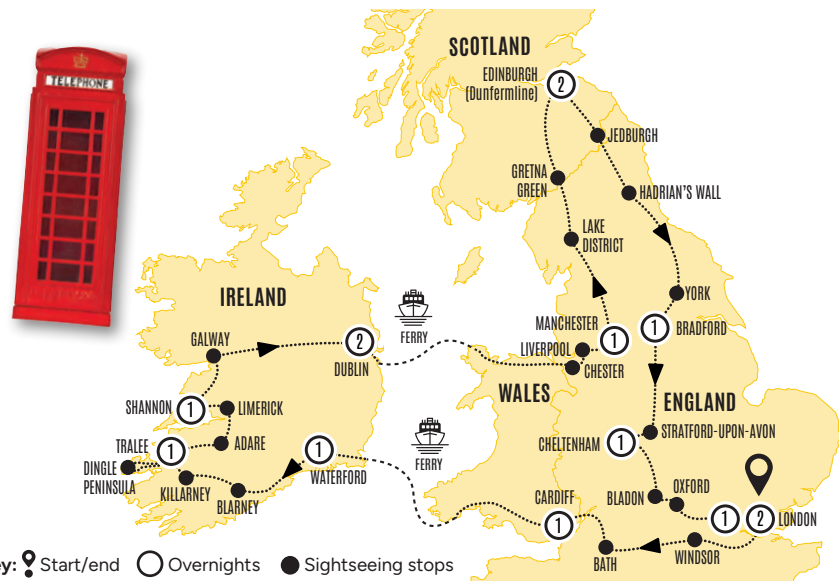 TELEPHONE
SCOTLAND
EDINBURGH
(Dunfermline)
2
JEDBURGH
GRETNA
GREEN
HADRIAN'S WALL
LAKE
DISTRICT
YORK
IRELAND
GALWAY
2
DUBLIN
FERRY
MANCHESTER
1
LIVERPOOL
CHESTER
1
BRADFORD
WALES
ENGLAND
SHANNON
1
LIMERICK
ADARE
TRALEE
1
DINGLE
PENINSULA
KILLARNEY
BLARNEY
1
WATERFORD
FERRY
STRATFORD-UPON-AVON
CHELTENHAM
1
BLADON
OXFORD
1
2
LONDON
CARDIFF
1
BATH
WINDSOR
ey: Start/end Overnights Sightseeing stops